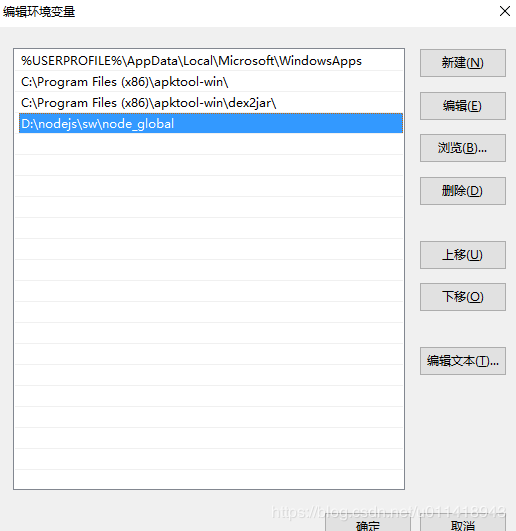 编辑环境变量
%USERPROFILE%\AppData\Local\Microsoft\WindowsApps
C:\Program Files (x86)\apktool-win\
C:\Program Files (x86)\apktool-win\dex2jar\
D:\nodejs\sw\node_global
新建(N)
编辑(E)
浏览(B)...
删除(D)
上移(U)
下移(O)
编辑文本(T)...
确定
取消
https://blog.csdn.net/u011418943